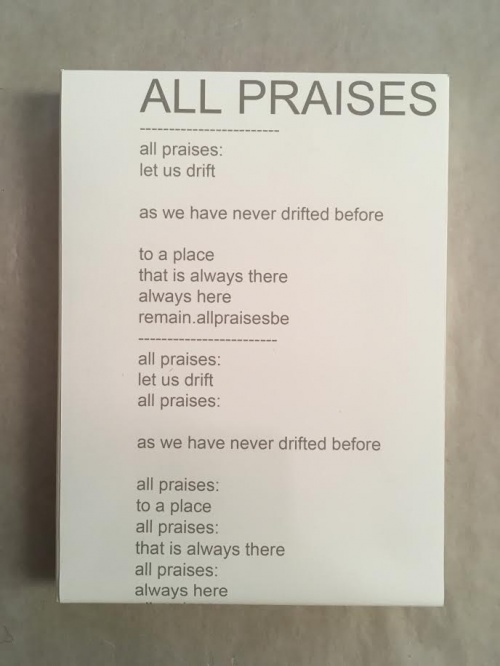 ALL PRAISES
------------------------
all praises:
let us drift
as we have never drifted before
to a place
that is always there
always here
remain.allpraisesbe
------------------------
all praises:
let us drift
all praises:
as we have never drifted before
all praises:
to a place
all praises:
that is always there
all praises:
always here